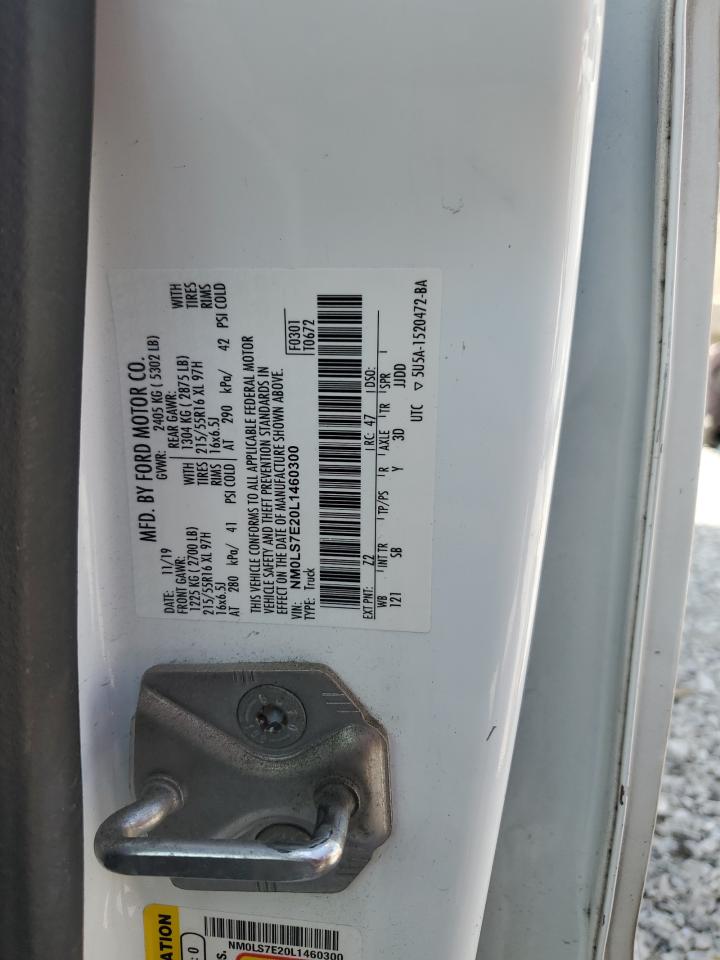 MFD. BY FORD MOTOR CO.
DATE: 11/19 GVWR: 2405 KG ( 5302 LB)
FRONT GAWR: REAR GAWR: WITH
1225 KG ( 2700 LB) 1304 KG ( 2875 LB) TIRES
215/55R16 XL 97H TIRES 215/55R16 XL 97H RIMS
16x6.5J RIMS 16x6.5J
AT 280 kPa/ 41 PSI COLD AT 290 kPa/ 42 PSI COLD
THIS VEHICLE CONFORMS TO ALL APPLICABLE FEDERAL MOTOR
VEHICLE SAFETY AND THEFT PREVENTION STANDARDS IN
EFFECT ON THE DATE OF MANUFACTURE SHOWN ABOVE.
VIN: NM0LS7E20L1460300 F0301
TYPE: Truck T0672
EXT PNT: Z2 RC: 47 DSO:
WB INT TR TP/PS R AXLE TR SPR
121 SB Y 3D JJDD
UTC ▽ 5U5A-1520472-BA
NM0LS7E20L1460300